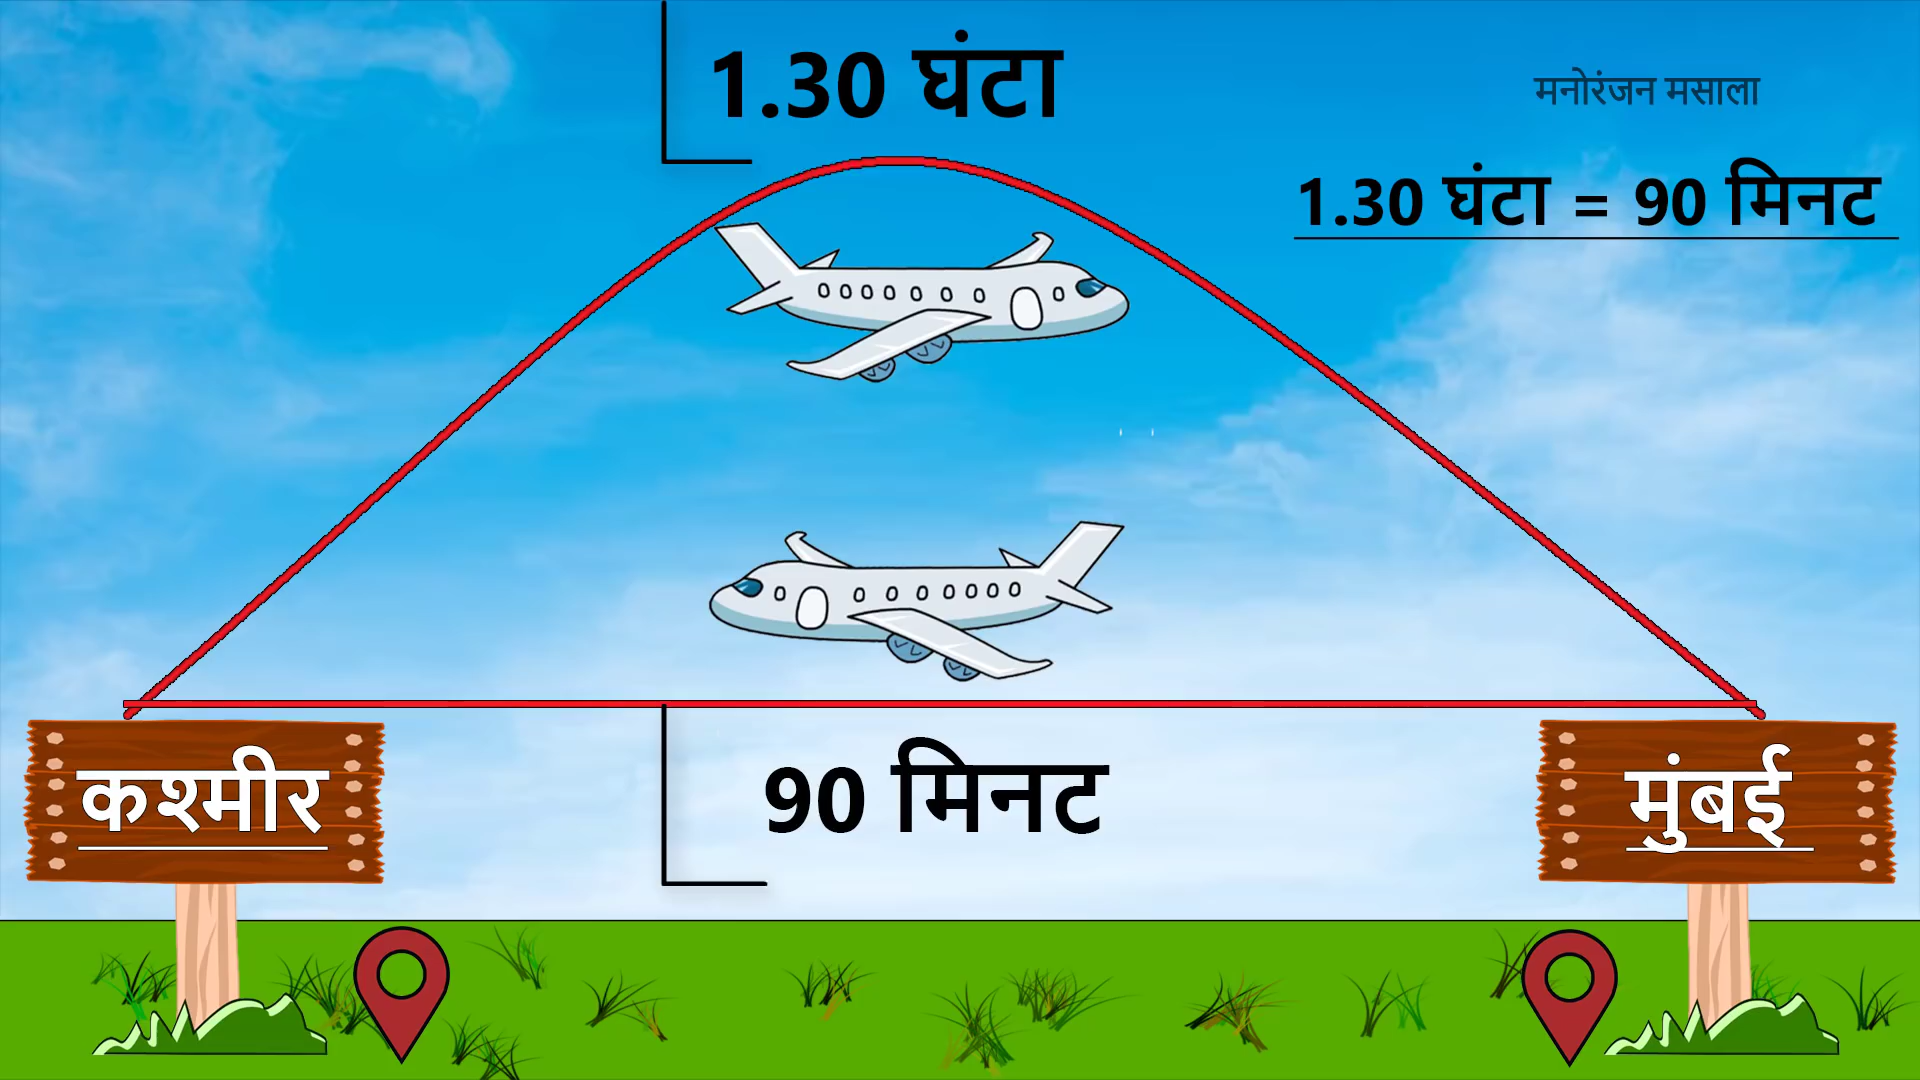 1.30 घंटा
मनोरंजन मसाला
1.30 घंटा = 90 मिनट
90 मिनट
कश्मीर
मुंबई